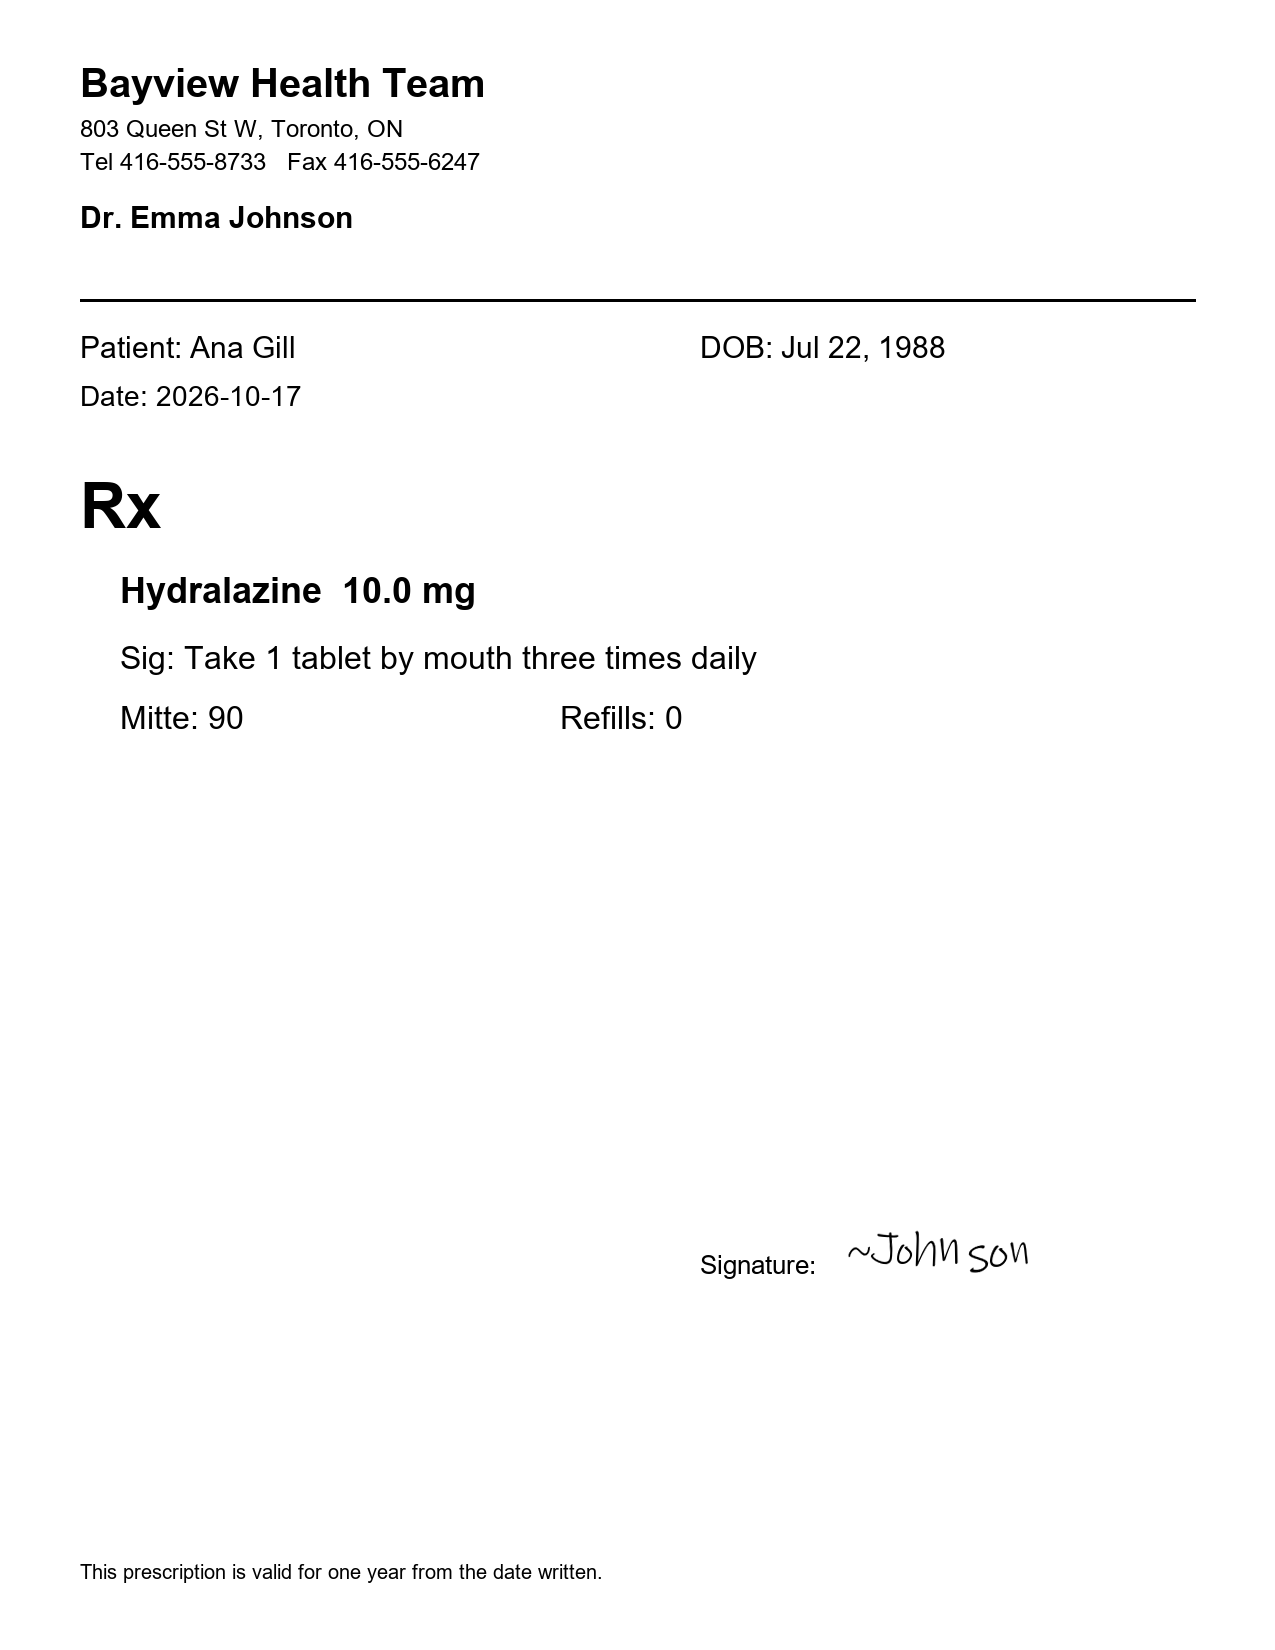 Bayview Health Team
803 Queen St W, Toronto, ON
Tel 416-555-8733 Fax 416-555-6247
Dr. Emma Johnson
Patient: Ana Gill DOB: Jul 22, 1988
Date: 2026-10-17
Rx
Hydralazine 10.0 mg
Sig: Take 1 tablet by mouth three times daily
Mitte: 90 Refills: 0
Signature: ~Johnson
This prescription is valid for one year from the date written.